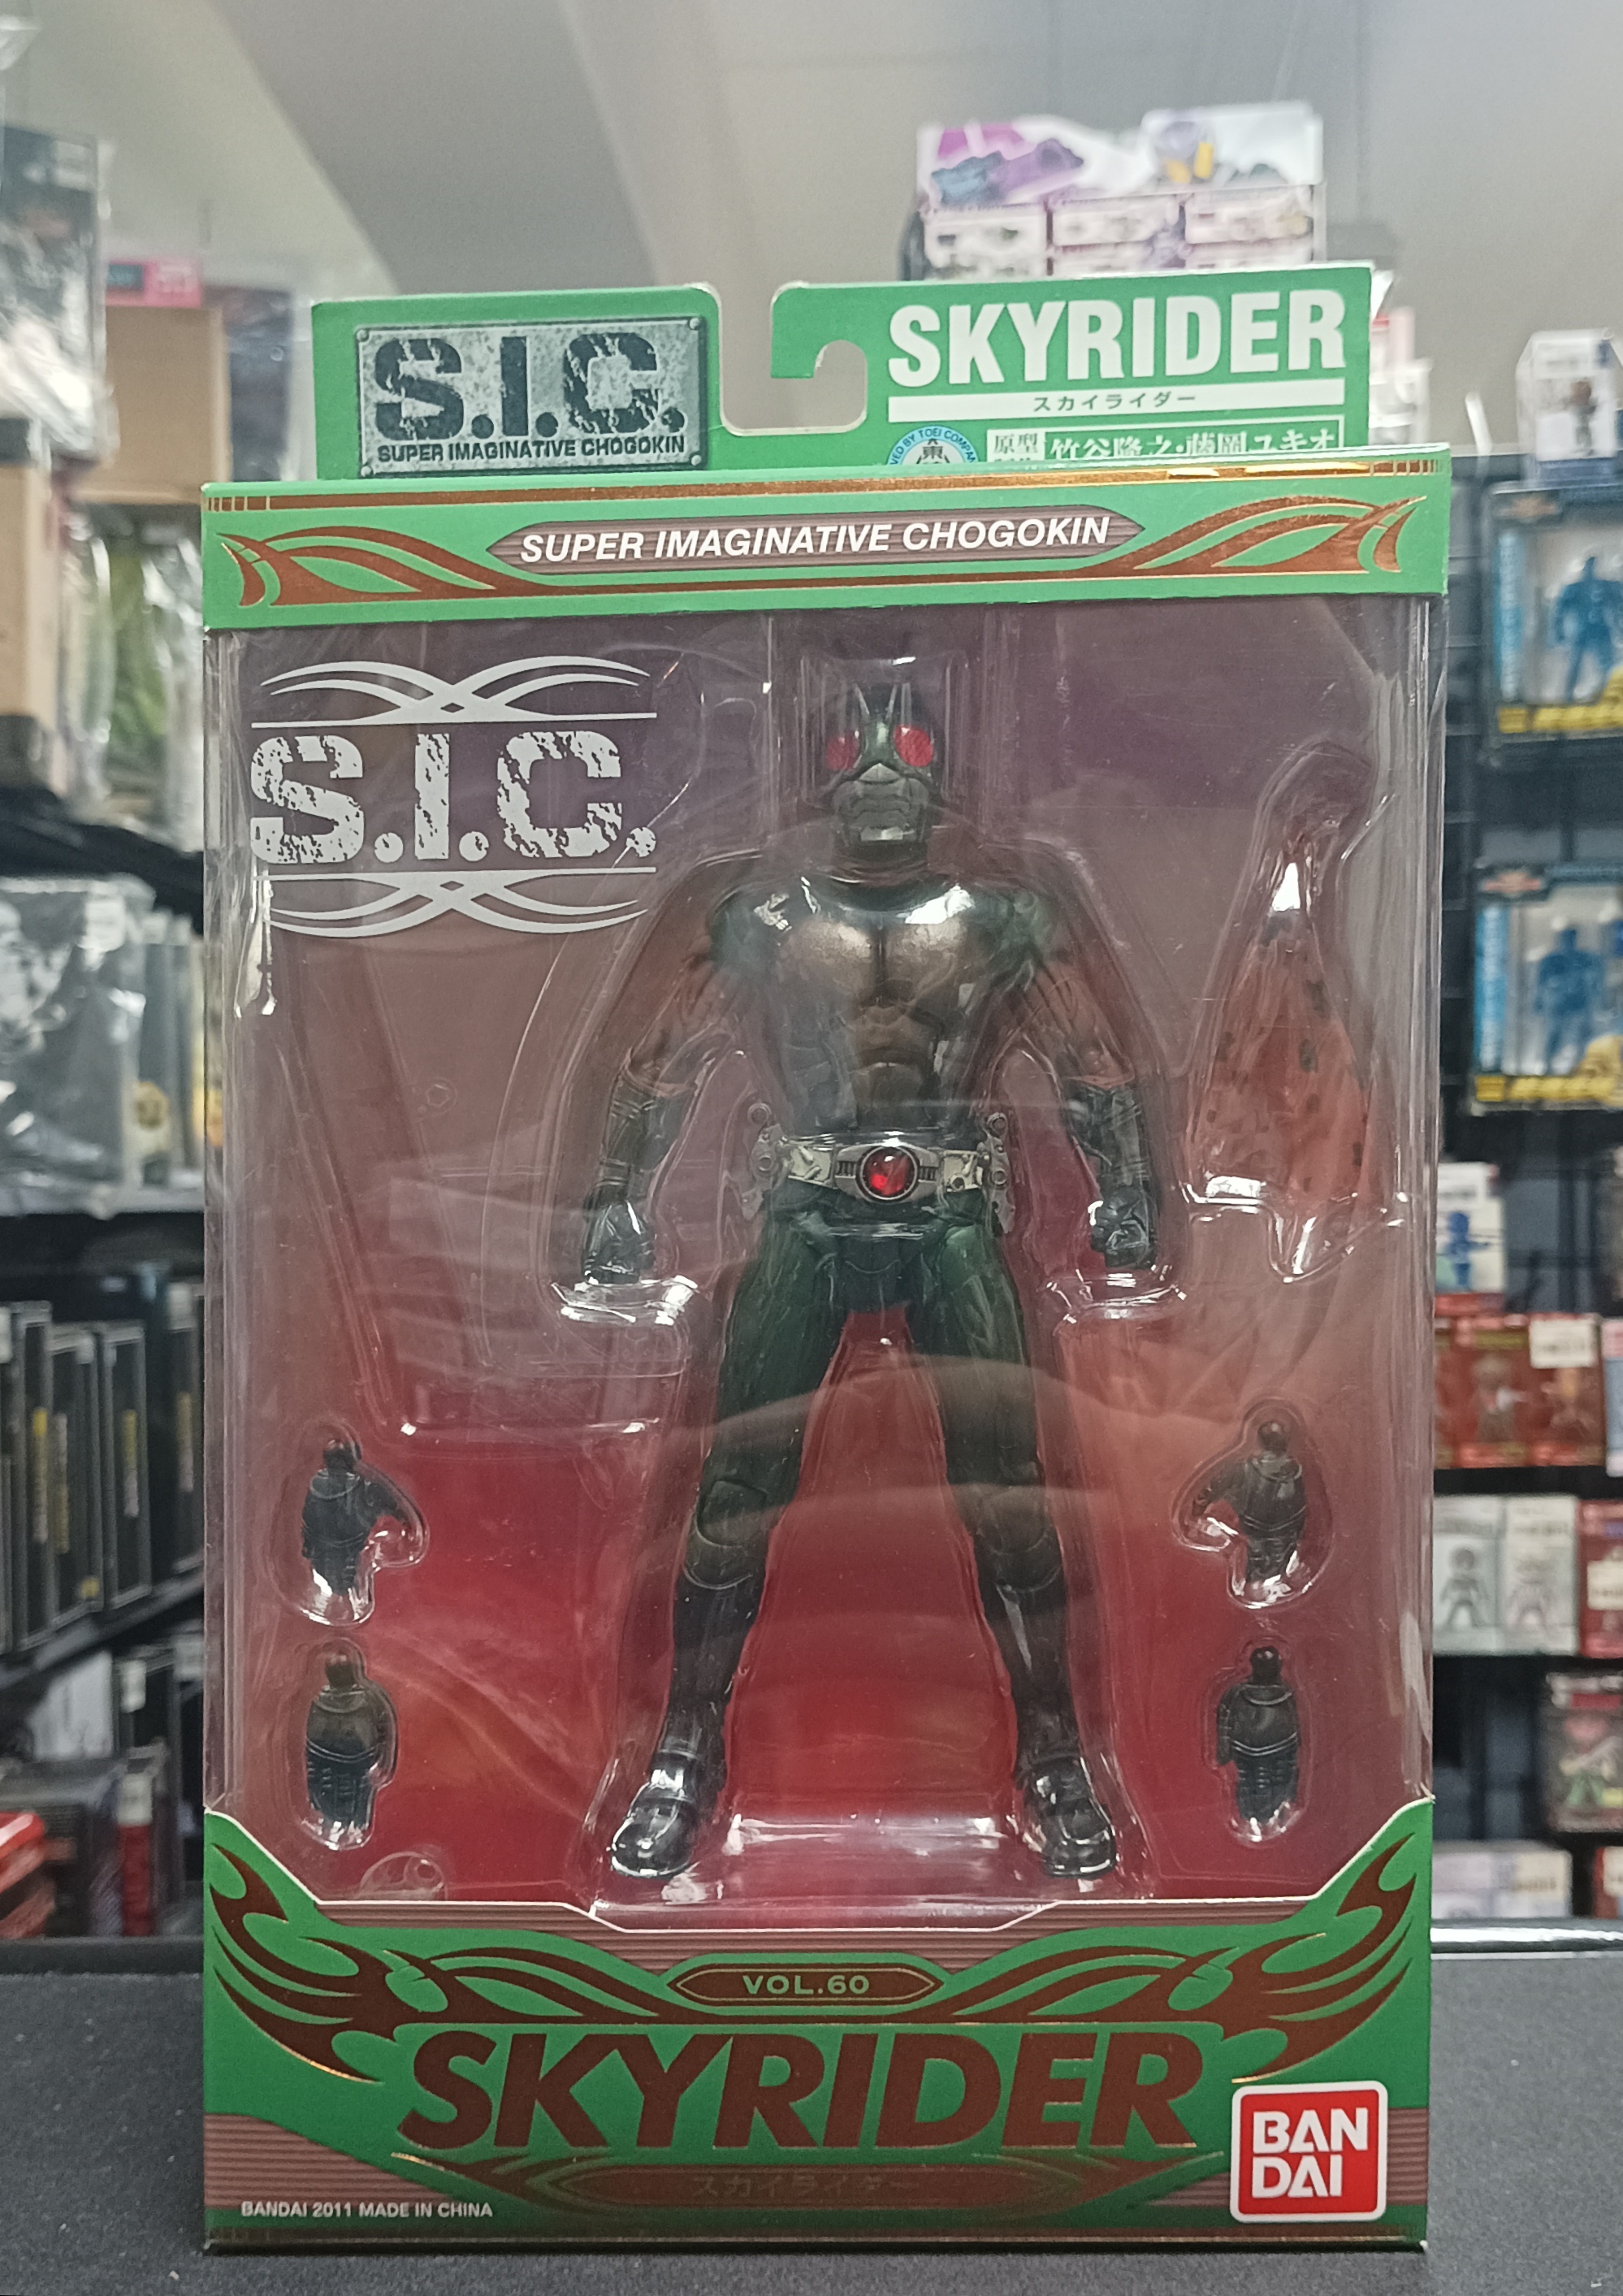 S.I.C.
SUPER IMAGINATIVE CHOGOKIN
SKYRIDER
スカイライダー
原型 竹谷隆之・藤岡ユキオ
SUPER IMAGINATIVE CHOGOKIN
S.I.C.
VOL.60
SKYRIDER
スカイライダー
BANDAI 2011 MADE IN CHINA
BAN
DAI